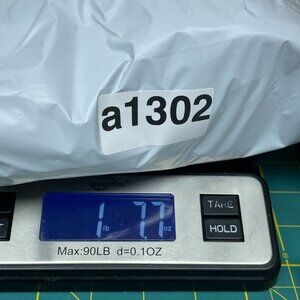 a1302
1 lb 7.7 oz
TARE
HOLD
Max:90LB d=0.1OZ